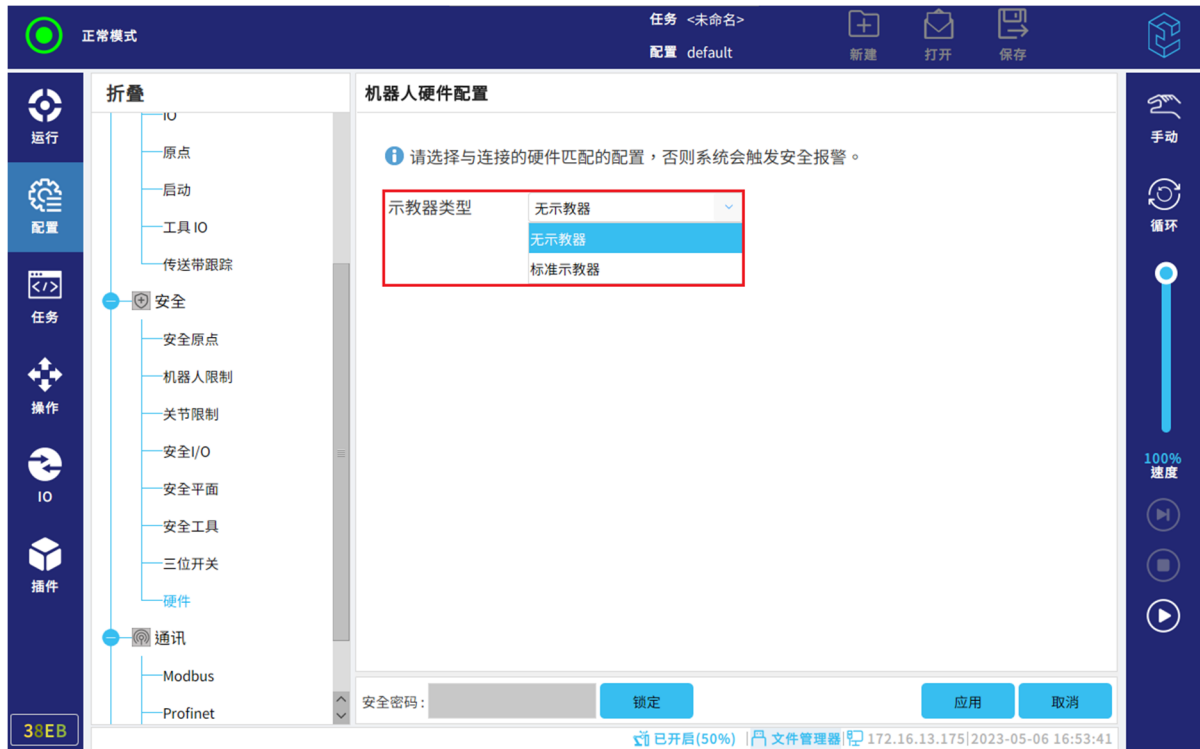 正常模式
任务 <未命名>
配置 default
新建
打开
保存
运行
配置
任务
操作
IO
插件
38EB
折叠
IO
原点
启动
工具 IO
传送带跟踪
安全
安全原点
机器人限制
关节限制
安全I/O
安全平面
安全工具
三位开关
硬件
通讯
Modbus
Profinet
机器人硬件配置
请选择与连接的硬件匹配的配置，否则系统会触发安全报警。
示教器类型 无示教器
无示教器
标准示教器
安全密码: 锁定 应用 取消
已开启(50%) | 文件管理器 | 172.16.13.175|2023-05-06 16:53:41
手动
循环
100%
速度